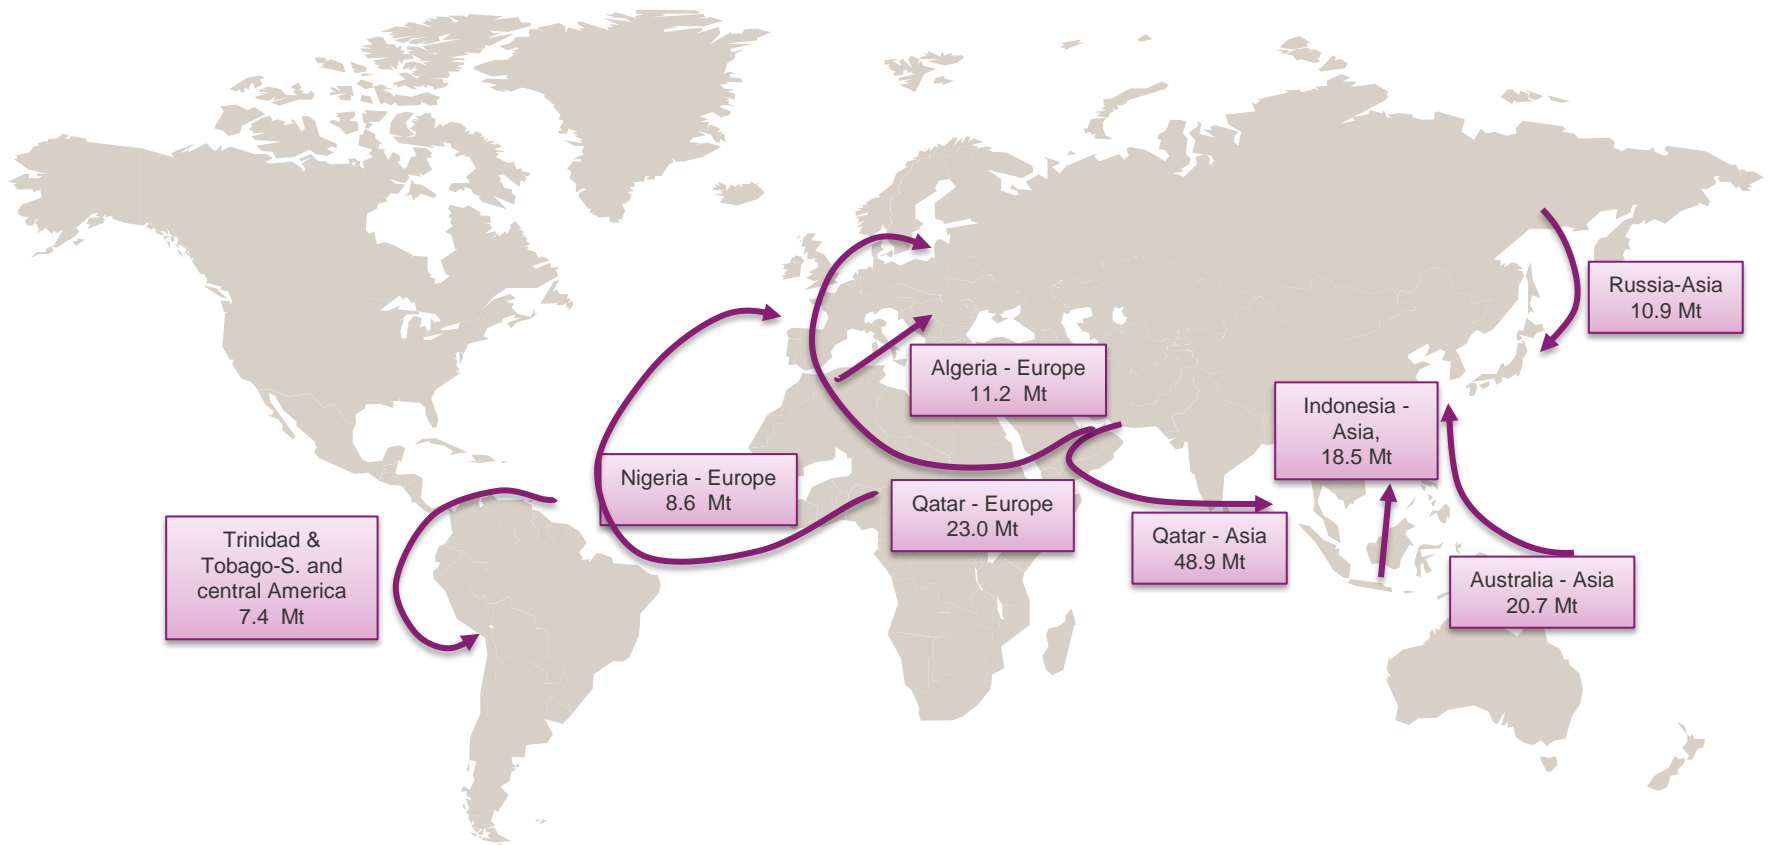 Russia-Asia
10.9 Mt
Algeria - Europe
11.2 Mt
Indonesia -
Asia,
18.5 Mt
Nigeria - Europe
8.6 Mt
Qatar - Europe
23.0 Mt
Qatar - Asia
48.9 Mt
Trinidad &
Tobago-S. and
central America
7.4 Mt
Australia - Asia
20.7 Mt